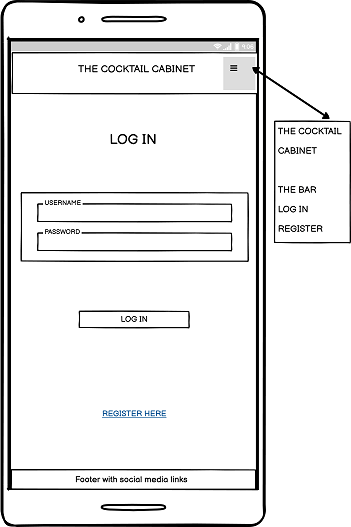 9:06
THE COCKTAIL CABINET
LOG IN
USERNAME
PASSWORD
LOG IN
REGISTER HERE
Footer with social media links
THE COCKTAIL
CABINET
THE BAR
LOG IN
REGISTER